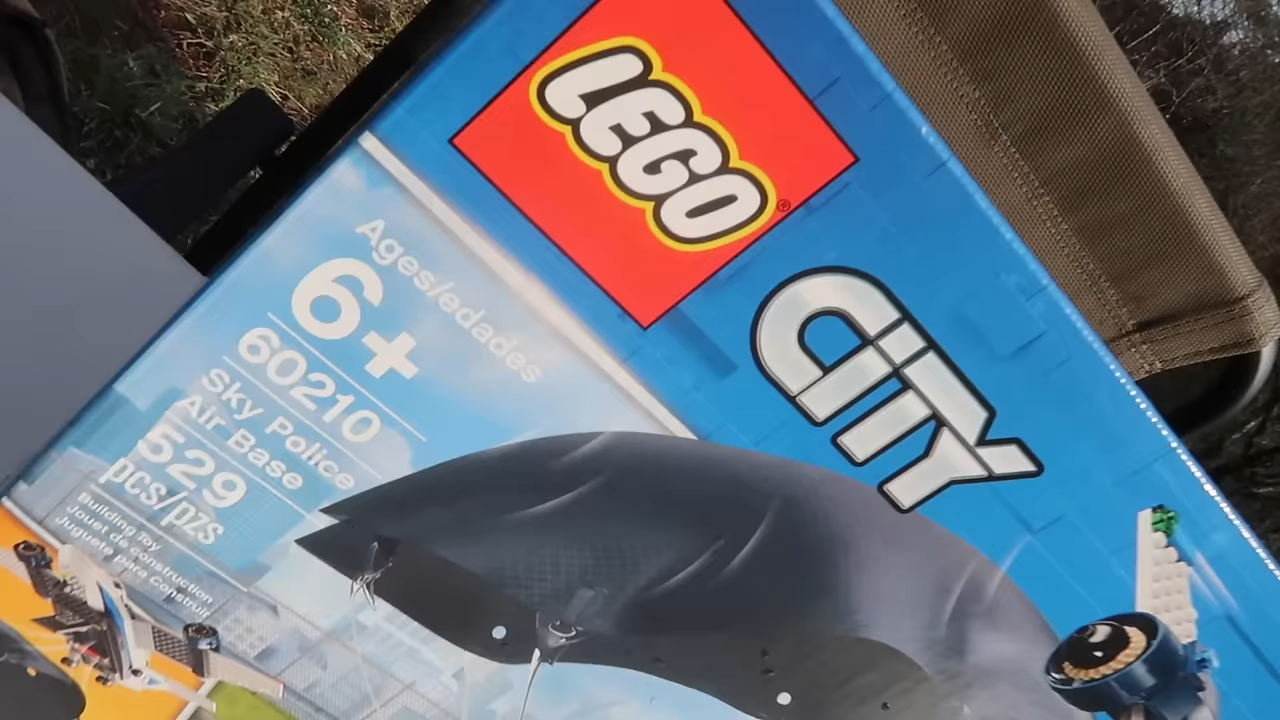 LEGO
®
CITY
Ages/edades
6+
60210
Sky Police
Air Base
529
pcs/pzs
Building Toy
Jouet de construction
Juguete para Construir